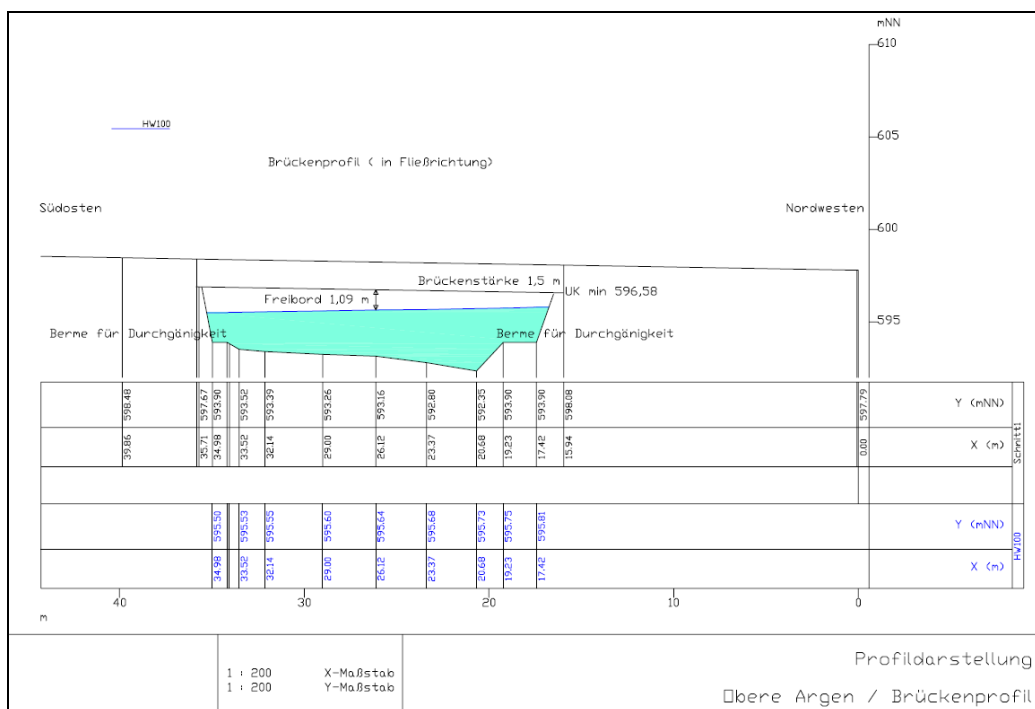 mNN
610
HW100
605
Brückenprofil ( in Fließrichtung)
Südosten
Nordwesten
600
Brückenstärke 1,5 m
UK min 596,58
Freibord 1,09 m
595
Berme für Durchgänigkeit
Berme für Durchgänigkeit
598.48 597.67 593.90 593.52 593.39 593.26 593.16 592.80 592.35 593.90 593.90 598.08 597.79 Y (mNN)
39.86 35.71 34.98 33.52 32.14 29.00 26.12 23.37 20.68 19.23 17.42 15.94 0.00 X (m)
Schnitt1
595.50 595.53 595.55 595.60 595.64 595.68 595.73 595.75 595.81 Y (mNN)
34.98 33.52 32.14 29.00 26.12 23.37 20.68 19.23 17.42 X (m)
HW100
40 30 20 10 0
m
1 : 200 X-Maßstab
1 : 200 Y-Maßstab
Profildarstellung
Obere Argen / Brückenprofil